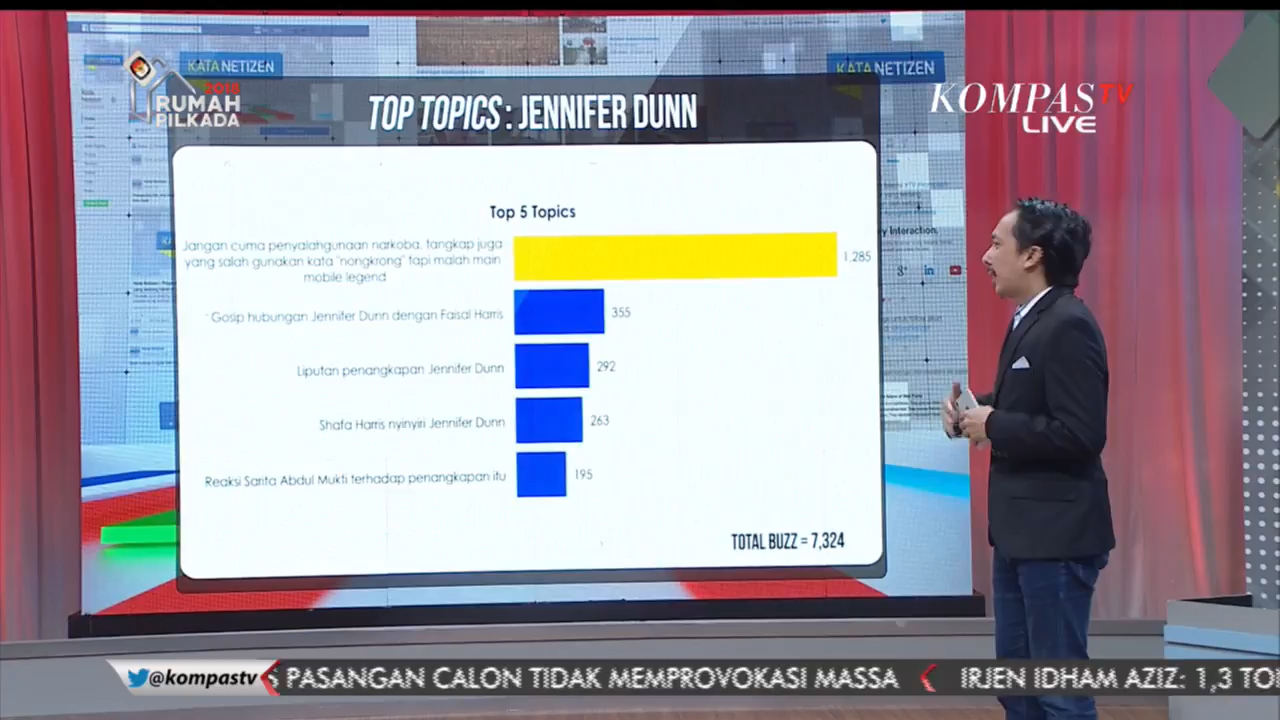 KATA NETIZEN
KATA NETIZEN
2018
RUMAH
PILKADA
TOP TOPICS : JENNIFER DUNN
KOMPAS TV
LIVE
Top 5 Topics
Jangan cuma penyalahgunaan narkoba, tangkap juga
yang salah gunakan kata "nongkrong" tapi malah main
mobile legend
1,285
Gosip hubungan Jennifer Dunn dengan Faisal Harris
355
Liputan penangkapan Jennifer Dunn
292
Shafa Harris nyinyiri Jennifer Dunn
263
Reaksi Sarita Abdul Mukti terhadap penangkapan itu
195
TOTAL BUZZ = 7,324
Interaction.
@kompastv
PASANGAN CALON TIDAK MEMPROVOKASI MASSA
IRJEN IDHAM AZIZ: 1,3